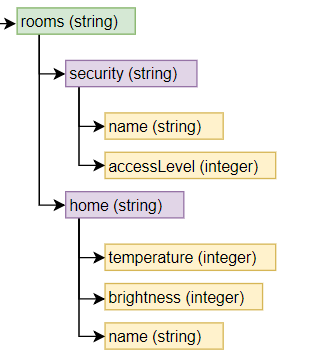 rooms (string)
security (string)
name (string)
accessLevel (integer)
home (string)
temperature (integer)
brightness (integer)
name (string)